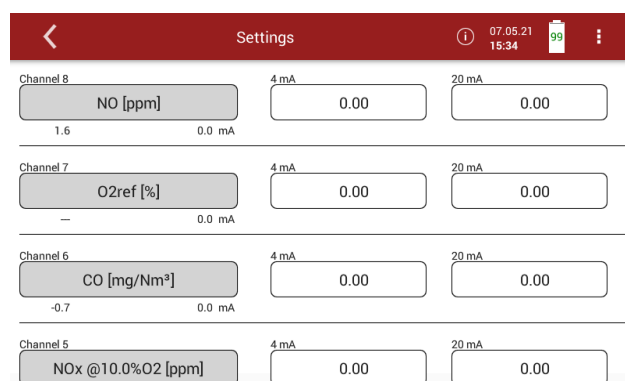 Settings
07.05.21
15:34
99
Channel 8
4 mA
20 mA
NO [ppm]
0.00
0.00
1.6
0.0 mA
Channel 7
4 mA
20 mA
O2ref [%]
0.00
0.00
---
0.0 mA
Channel 6
4 mA
20 mA
CO [mg/Nm³]
0.00
0.00
-0.7
0.0 mA
Channel 5
4 mA
20 mA
NOx @10.0%O2 [ppm]
0.00
0.00